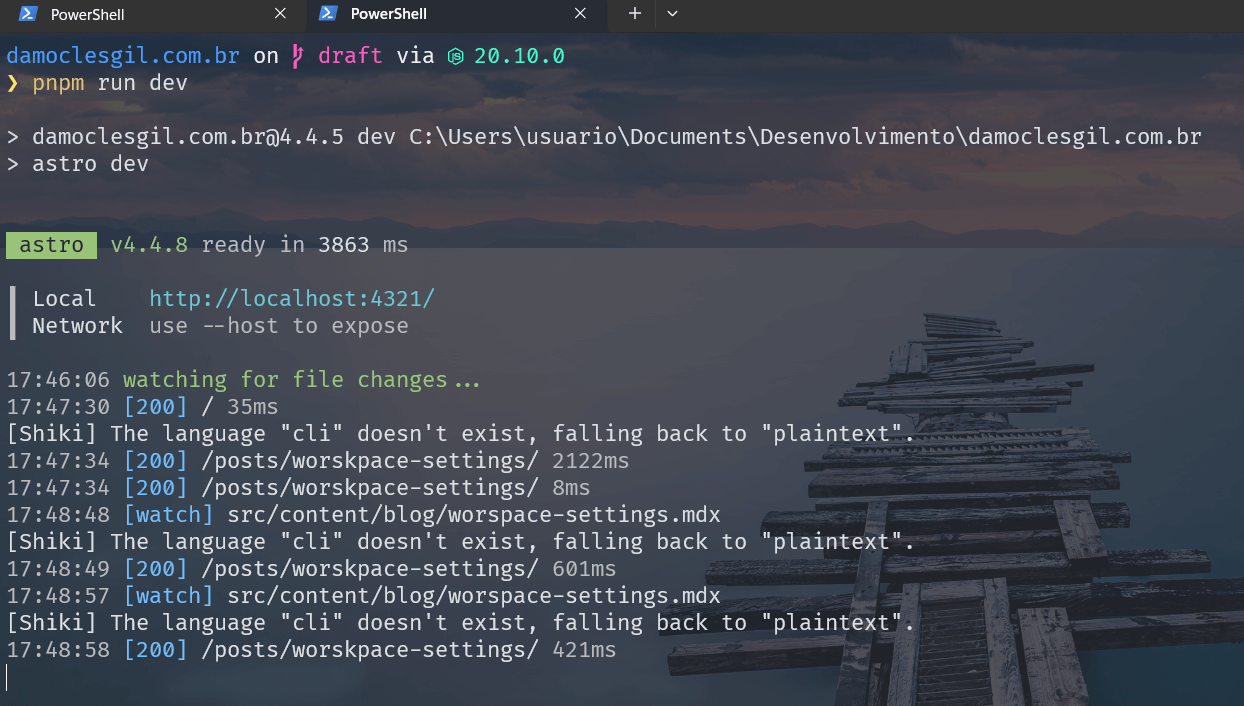 PowerShell PowerShell
damoclesgil.com.br on draft via 20.10.0
❯ pnpm run dev
> damoclesgil.com.br@4.4.5 dev C:\Users\usuario\Documents\Desenvolvimento\damoclesgil.com.br
> astro dev
astro v4.4.8 ready in 3863 ms
Local http://localhost:4321/
Network use --host to expose
17:46:06 watching for file changes...
17:47:30 [200] / 35ms
[Shiki] The language "cli" doesn't exist, falling back to "plaintext".
17:47:34 [200] /posts/worskpace-settings/ 2122ms
17:47:34 [200] /posts/worskpace-settings/ 8ms
17:48:48 [watch] src/content/blog/worspace-settings.mdx
[Shiki] The language "cli" doesn't exist, falling back to "plaintext".
17:48:49 [200] /posts/worskpace-settings/ 601ms
17:48:57 [watch] src/content/blog/worspace-settings.mdx
[Shiki] The language "cli" doesn't exist, falling back to "plaintext".
17:48:58 [200] /posts/worskpace-settings/ 421ms